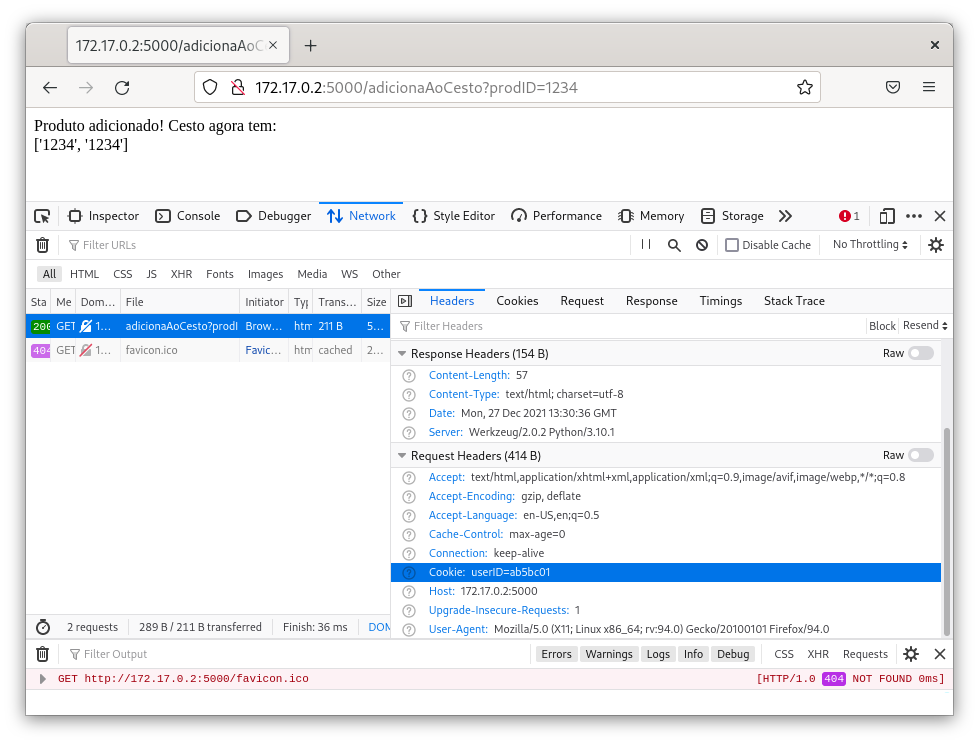 172.17.0.2:5000/adicionaAoC
172.17.0.2:5000/adicionaAoCesto?prodID=1234
Produto adicionado! Cesto agora tem:
['1234', '1234']
Inspector Console Debugger Network Style Editor Performance Memory Storage 1
Filter URLs Disable Cache No Throttling
All HTML CSS JS XHR Fonts Images Media WS Other
Sta Me Dom… File Initiator Typ Trans… Size
Headers Cookies Request Response Timings Stack Trace
200 GET 1… adicionaAoCesto?prodI Brow… htm 211 B 5…
404 GET 1… favicon.ico Favic… htm cached 2…
Filter Headers Block Resend
Response Headers (154 B) Raw
Content-Length: 57
Content-Type: text/html; charset=utf-8
Date: Mon, 27 Dec 2021 13:30:36 GMT
Server: Werkzeug/2.0.2 Python/3.10.1
Request Headers (414 B) Raw
Accept: text/html,application/xhtml+xml,application/xml;q=0.9,image/avif,image/webp,*/*;q=0.8
Accept-Encoding: gzip, deflate
Accept-Language: en-US,en;q=0.5
Cache-Control: max-age=0
Connection: keep-alive
Cookie: userID=ab5bc01
Host: 172.17.0.2:5000
Upgrade-Insecure-Requests: 1
User-Agent: Mozilla/5.0 (X11; Linux x86_64; rv:94.0) Gecko/20100101 Firefox/94.0
2 requests 289 B / 211 B transferred Finish: 36 ms DOM
Filter Output Errors Warnings Logs Info Debug CSS XHR Requests
GET http://172.17.0.2:5000/favicon.ico [HTTP/1.0 404 NOT FOUND 0ms]